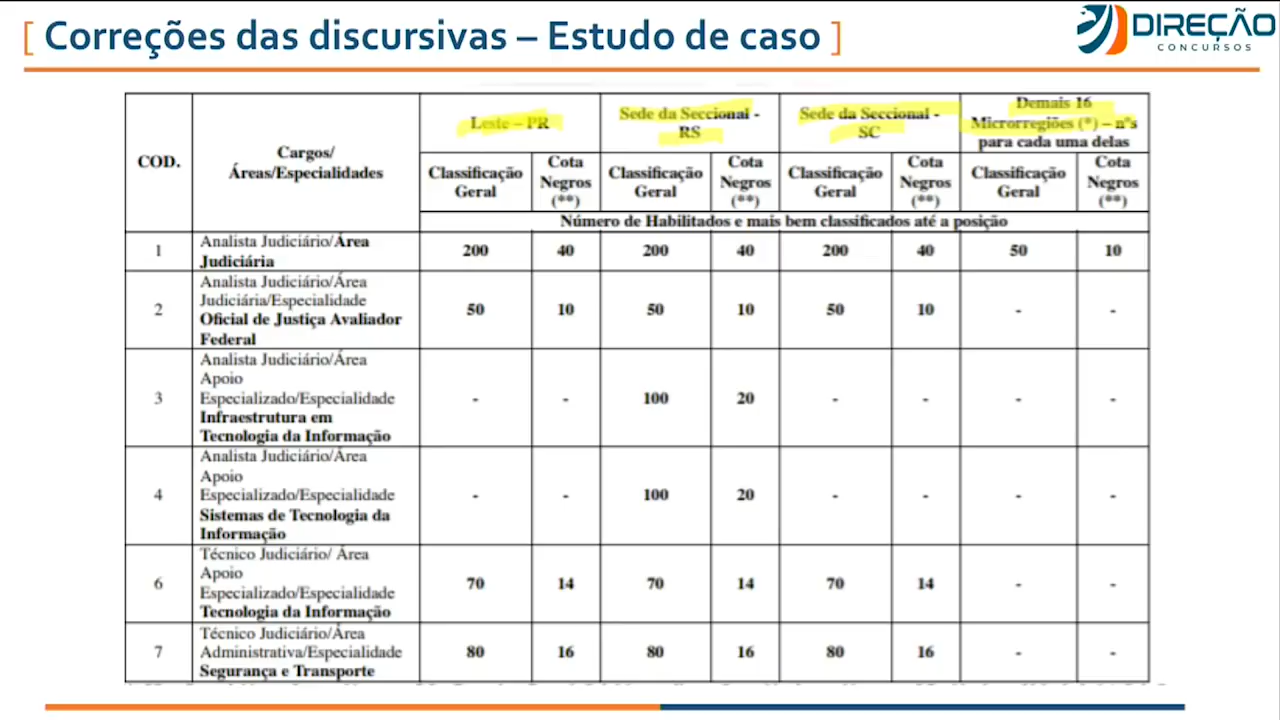 [ Correções das discursivas – Estudo de caso ]
DIREÇÃO
CONCURSOS
COD.
Cargos/
Áreas/Especialidades
Leste – PR
Sede da Seccional -
RS
Sede da Seccional -
SC
Demais 16
Microrregiões (*) – nºs
para cada uma delas
Classificação
Geral
Cota
Negros
(**)
Classificação
Geral
Cota
Negros
(**)
Classificação
Geral
Cota
Negros
(**)
Classificação
Geral
Cota
Negros
(**)
Número de Habilitados e mais bem classificados até a posição
1
Analista Judiciário/Área
Judiciária
200 40 200 40 200 40 50 10
2
Analista Judiciário/Área
Judiciária/Especialidade
Oficial de Justiça Avaliador
Federal
50 10 50 10 50 10 - -
3
Analista Judiciário/Área
Apoio
Especializado/Especialidade
Infraestrutura em
Tecnologia da Informação
- - 100 20 - - - -
4
Analista Judiciário/Área
Apoio
Especializado/Especialidade
Sistemas de Tecnologia da
Informação
- - 100 20 - - - -
6
Técnico Judiciário/ Área
Apoio
Especializado/Especialidade
Tecnologia da Informação
70 14 70 14 70 14 - -
7
Técnico Judiciário/Área
Administrativa/Especialidade
Segurança e Transporte
80 16 80 16 80 16 - -